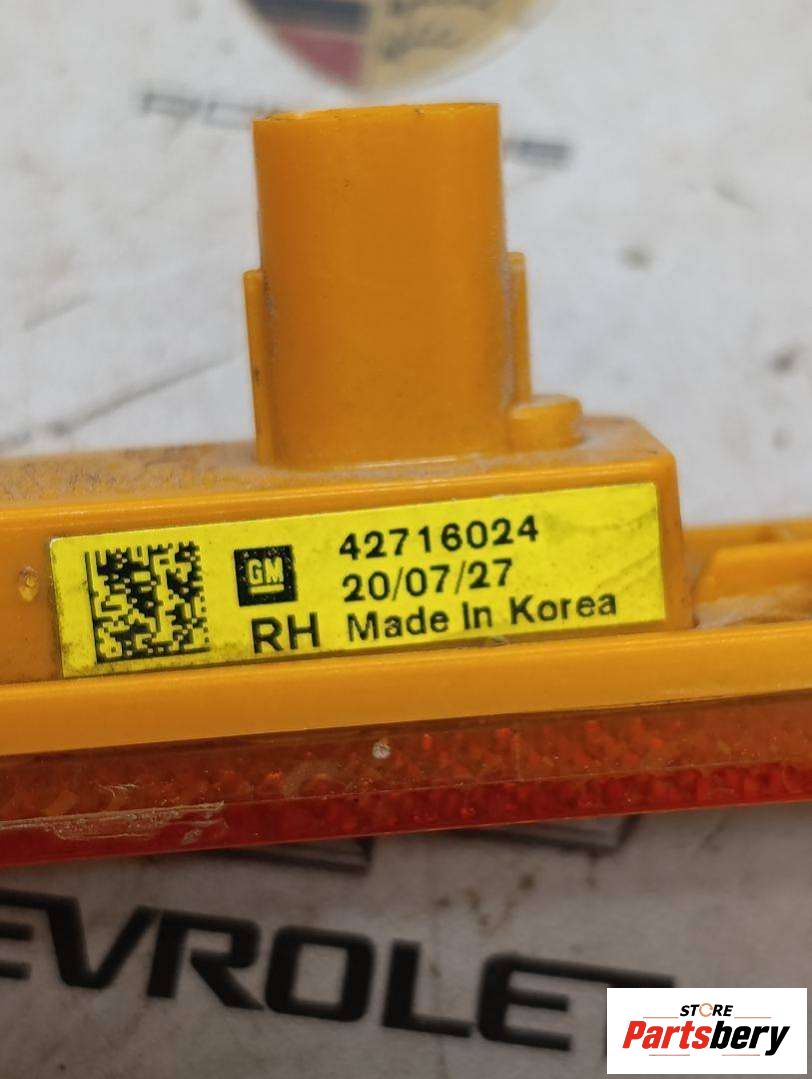 42716024
GM
20/07/27
RH Made In Korea
EVROLET
STORE
Partsbery